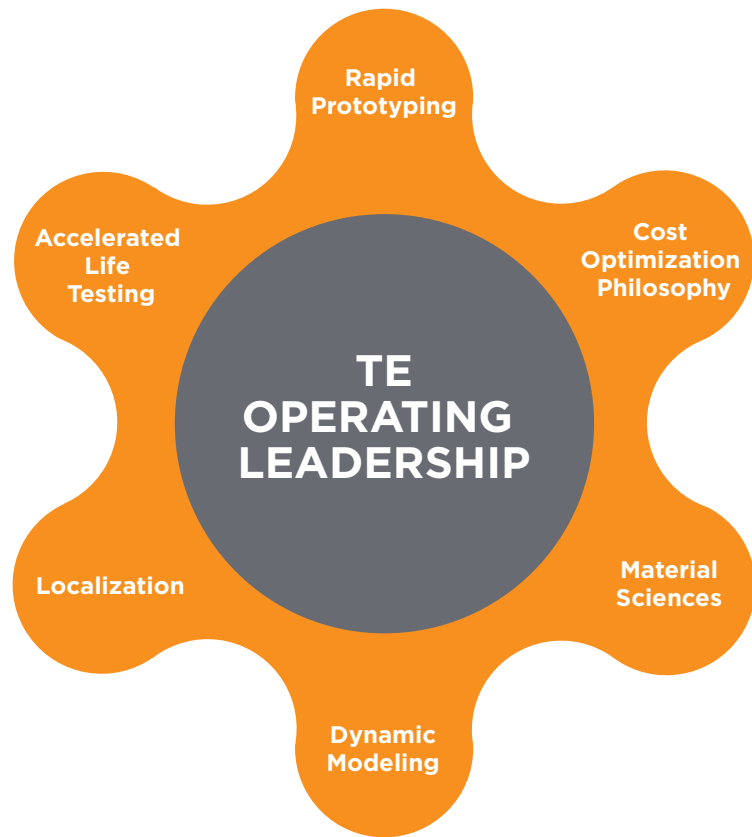 Rapid
Prototyping
Cost
Optimization
Philosophy
Material
Sciences
Dynamic
Modeling
Localization
Accelerated
Life
Testing
TE
OPERATING
LEADERSHIP